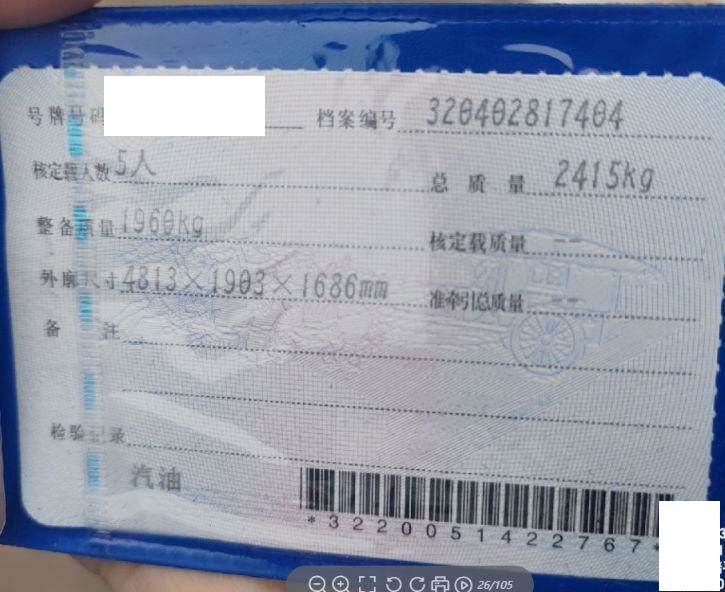 号牌号码 档案编号 320402817404
核定载人数 5人 总质量 2415kg
整备质量 1960kg 核定载质量 --
外廓尺寸 4813×1903×1686mm 准牵引总质量 --
备注
检验记录
汽油
*3220051422767*
26/105